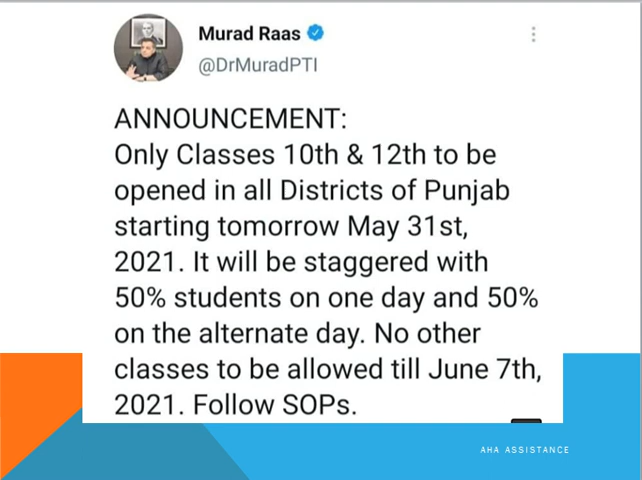 Murad Raas
@DrMuradPTI
ANNOUNCEMENT:
Only Classes 10th & 12th to be
opened in all Districts of Punjab
starting tomorrow May 31st,
2021. It will be staggered with
50% students on one day and 50%
on the alternate day. No other
classes to be allowed till June 7th,
2021. Follow SOPs.
AHA ASSISTANCE